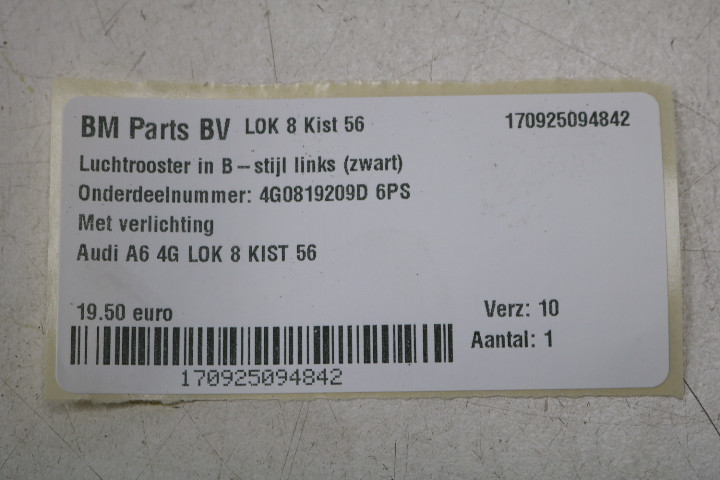 BM Parts BV LOK 8 Kist 56 170925094842
Luchtrooster in B-stijl links (zwart)
Onderdeelnummer: 4G0819209D 6PS
Met verlichting
Audi A6 4G LOK 8 KIST 56
19.50 euro Verz: 10
Aantal: 1
170925094842